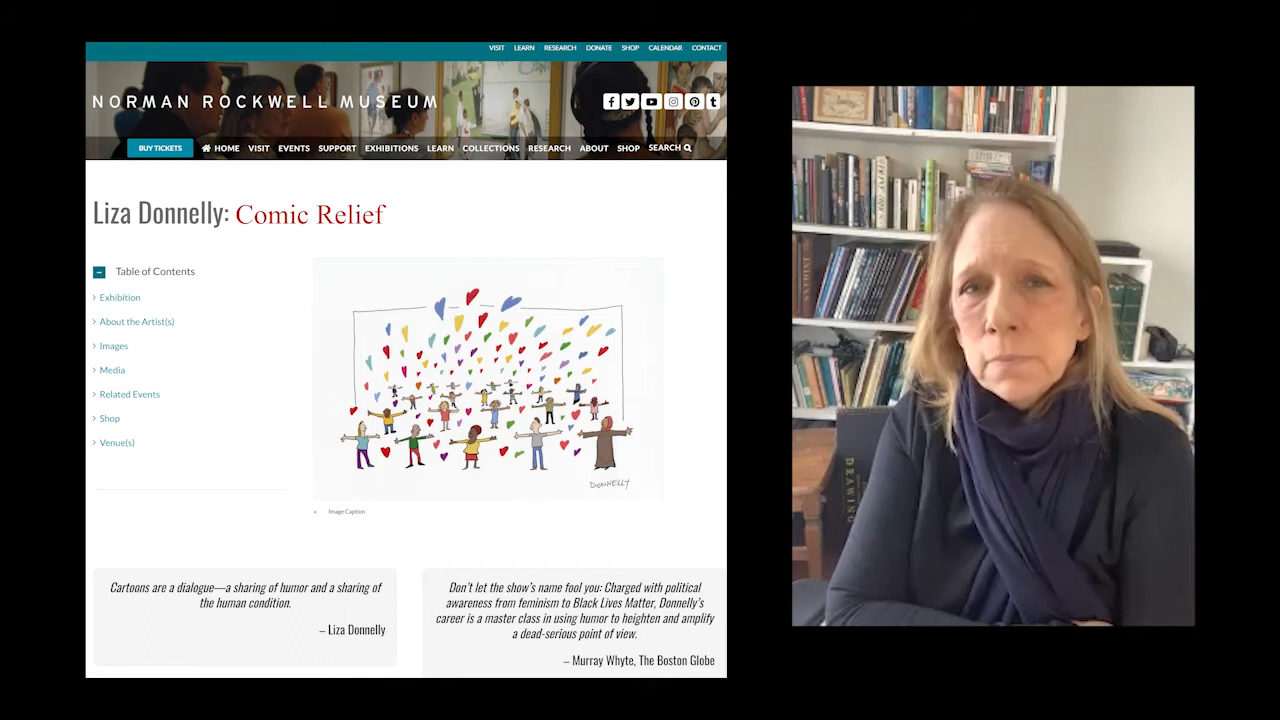 VISIT LEARN RESEARCH DONATE SHOP CALENDAR CONTACT
NORMAN ROCKWELL MUSEUM
BUY TICKETS HOME VISIT EVENTS SUPPORT EXHIBITIONS LEARN COLLECTIONS RESEARCH ABOUT SHOP SEARCH
Liza Donnelly: Comic Relief
Table of Contents
Exhibition
About the Artist(s)
Images
Media
Related Events
Shop
Venue(s)
DONNELLY
Image Caption
Cartoons are a dialogue—a sharing of humor and a sharing of
the human condition.
– Liza Donnelly
Don't let the show's name fool you: Charged with political
awareness from feminism to Black Lives Matter, Donnelly's
career is a master class in using humor to heighten and amplify
a dead-serious point of view.
– Murray Whyte, The Boston Globe
INDIANS
DRAWING